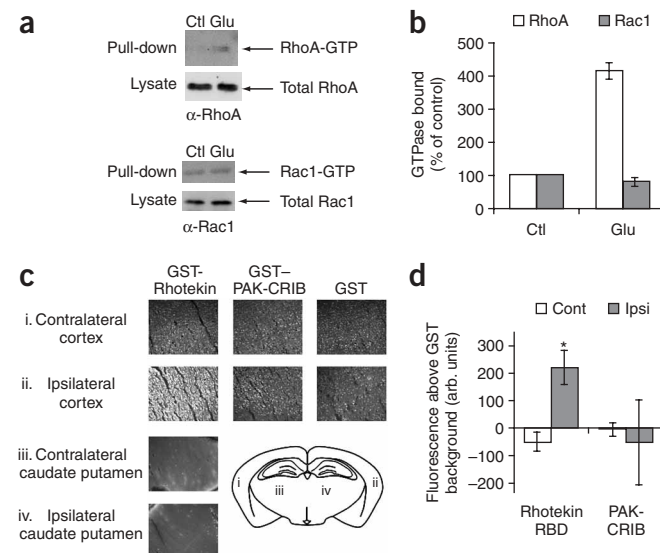 a
Ctl Glu
Pull-down
RhoA-GTP
Lysate
Total RhoA
α-RhoA
Ctl Glu
Pull-down
Rac1-GTP
Lysate
Total Rac1
α-Rac1
b
RhoA Rac1
GTPase bound
(% of control)
500
400
300
200
100
0
Ctl Glu
c
GST-
Rhotekin
GST–
PAK-CRIB
GST
i. Contralateral
cortex
ii. Ipsilateral
cortex
iii. Contralateral
caudate putamen
iv. Ipsilateral
caudate putamen
i iii iv ii
d
Cont Ipsi
Fluorescence above GST
background (arb. units)
300
200
100
0
–100
–200
*
Rhotekin
RBD
PAK-
CRIB